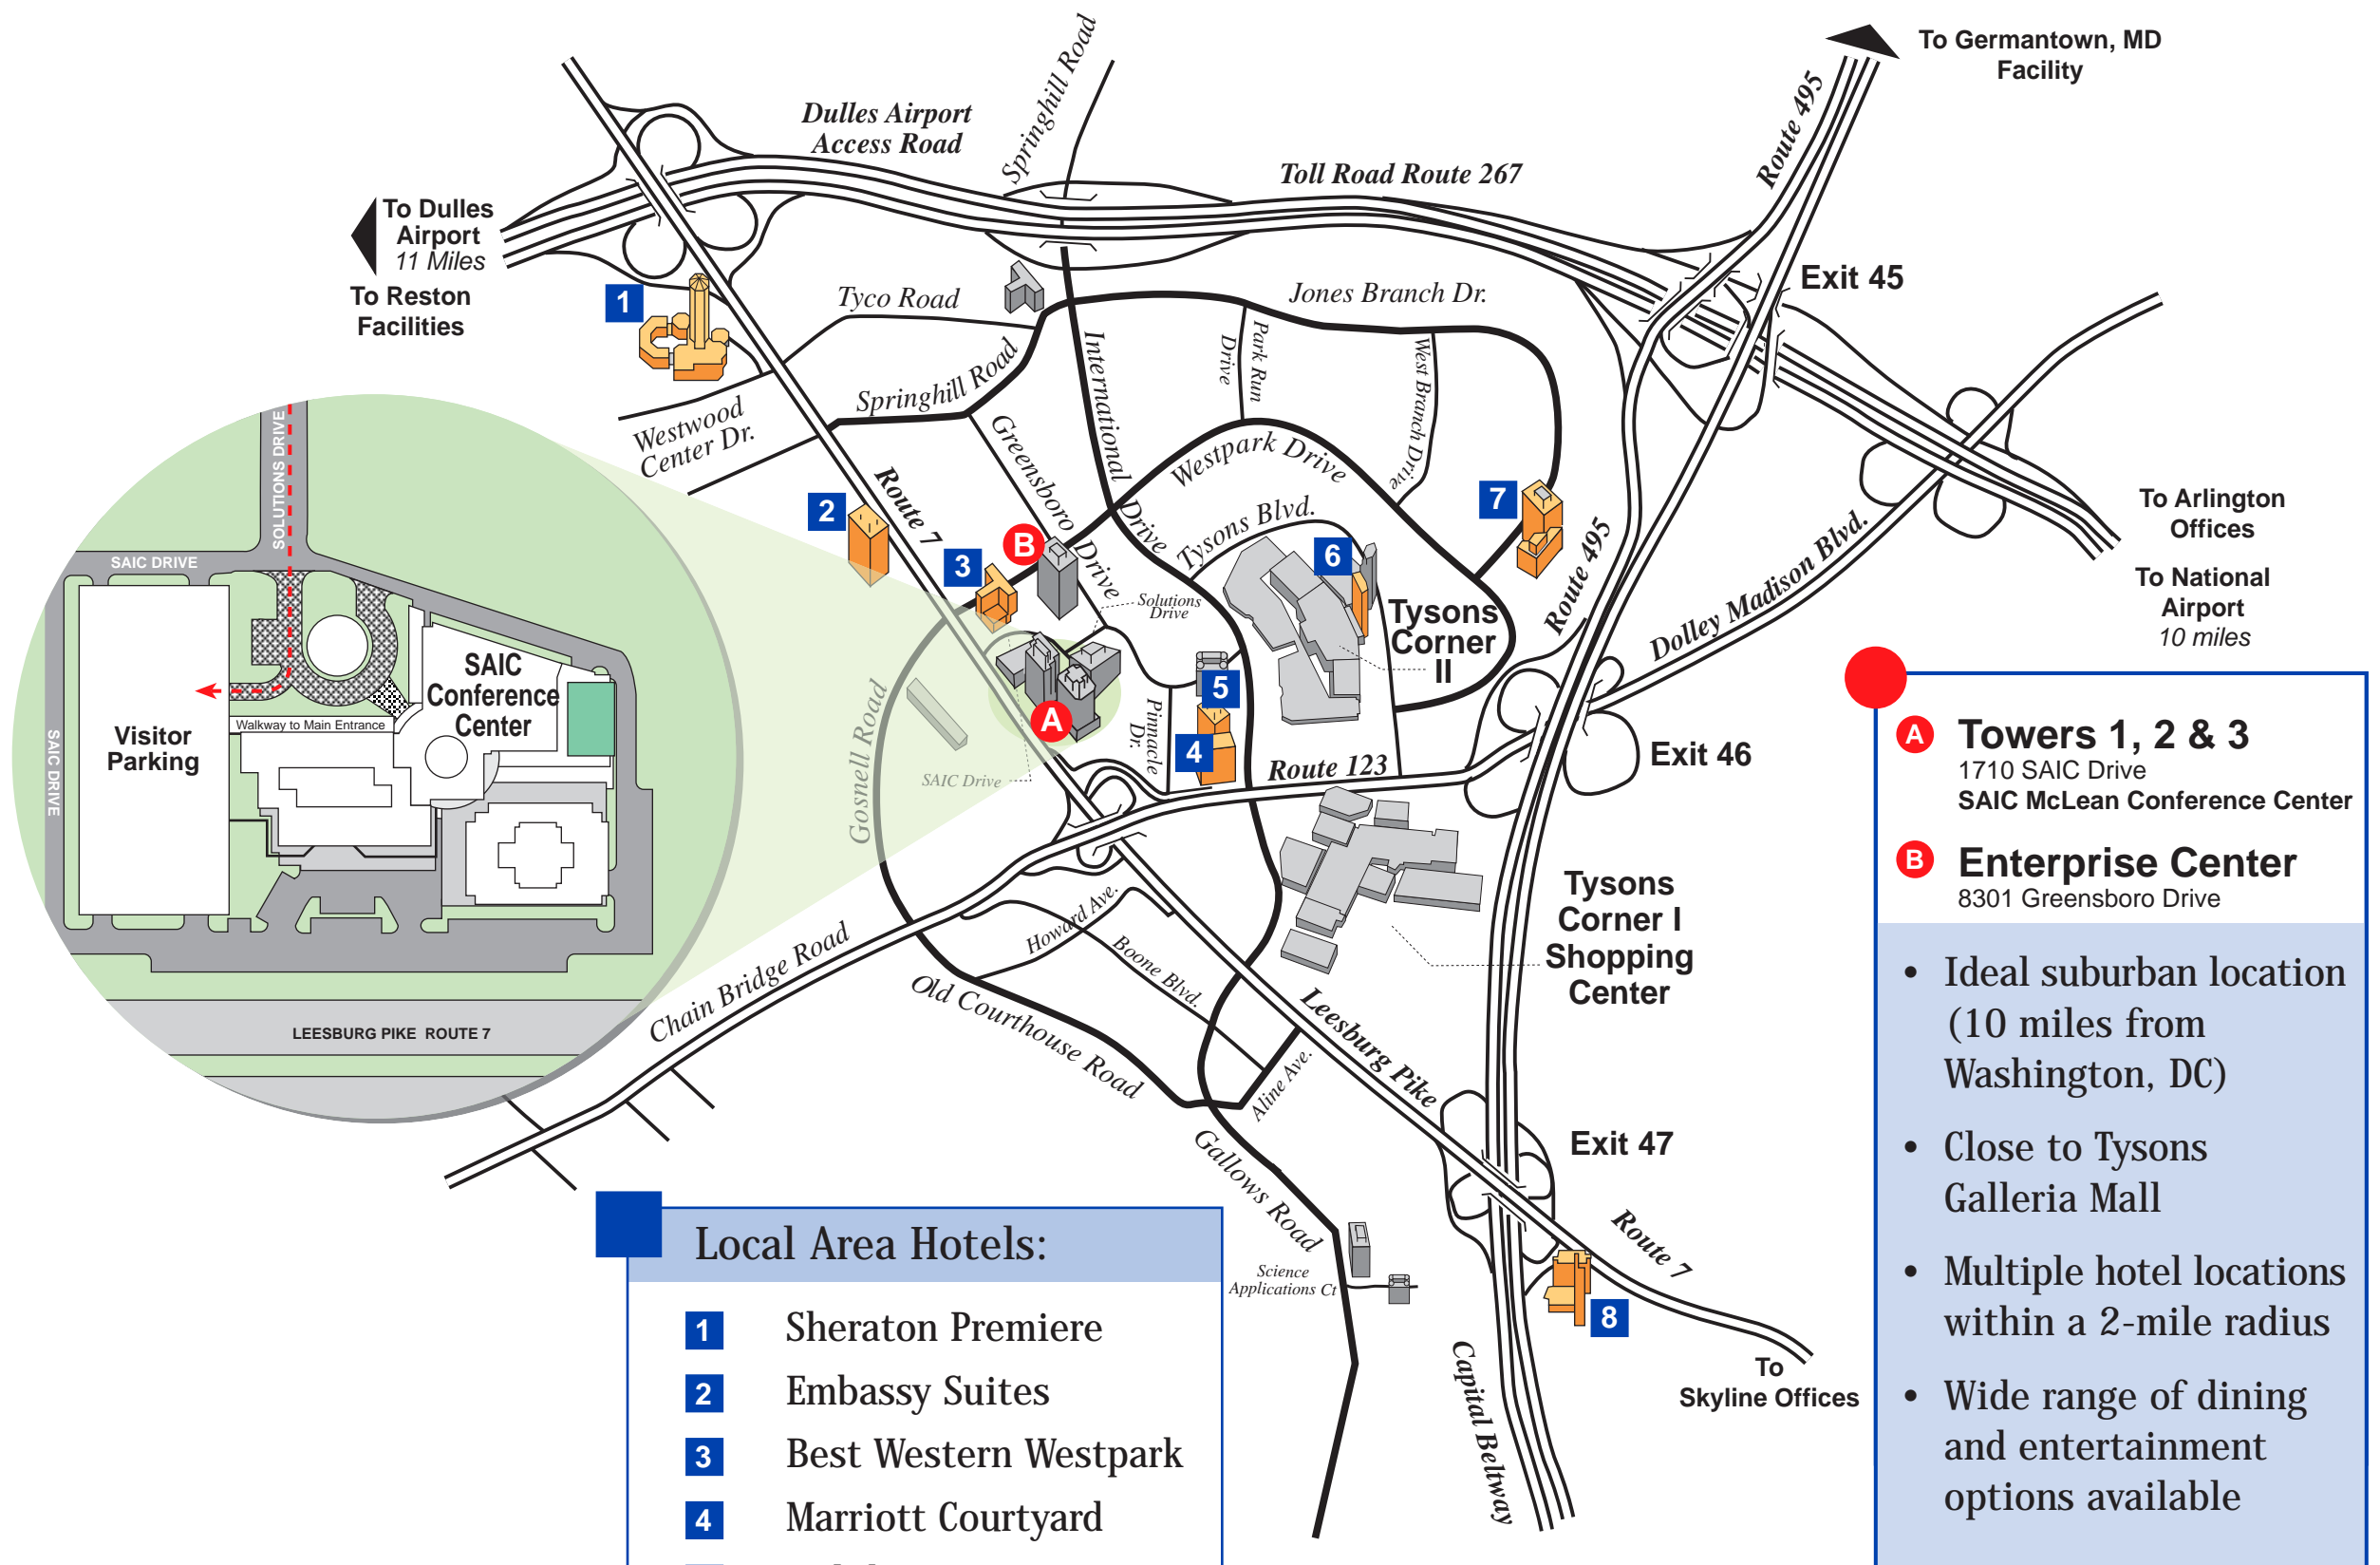 To Germantown, MD
Facility
Springhill Road
Dulles Airport
Access Road
Toll Road Route 267
Route 495
To Dulles
Airport
11 Miles
To Reston
Facilities
Exit 45
1
Tyco Road
Jones Branch Dr.
Springhill Road
International
Drive
Park Run
Drive
West Branch Drive
Westwood
Center Dr.
Greensboro
Drive
Westpark Drive
Tysons Blvd.
Route 7
2
3
B
6
7
Route 495
Dolley Madison Blvd.
To Arlington
Offices
To National
Airport
10 miles
Solutions
Drive
Tysons
Corner
II
5
4
A
Pinnacle
Dr.
SAIC Drive
Gosnell Road
Route 123
Exit 46
SOLUTIONS DRIVE
SAIC DRIVE
SAIC DRIVE
SAIC
Conference
Center
Walkway to Main Entrance
Visitor
Parking
LEESBURG PIKE ROUTE 7
Chain Bridge Road
Howard Ave.
Boone Blvd.
Old Courthouse Road
Aline Ave.
Leesburg Pike
Tysons
Corner I
Shopping
Center
Exit 47
Gallows Road
Science
Applications Ct
Route 7
8
To
Skyline Offices
Capital Beltway
A Towers 1, 2 & 3
1710 SAIC Drive
SAIC McLean Conference Center
B Enterprise Center
8301 Greensboro Drive
• Ideal suburban location
(10 miles from
Washington, DC)
• Close to Tysons
Galleria Mall
• Multiple hotel locations
within a 2-mile radius
• Wide range of dining
and entertainment
options available
Local Area Hotels:
1 Sheraton Premiere
2 Embassy Suites
3 Best Western Westpark
4 Marriott Courtyard